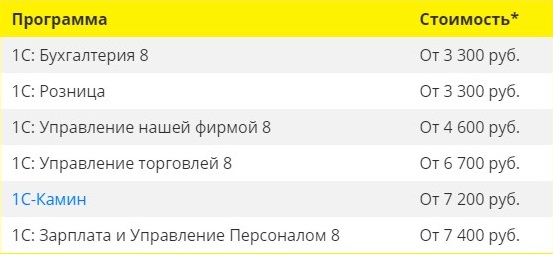 Программа Стоимость*
1С: Бухгалтерия 8 От 3 300 руб.
1С: Розница От 3 300 руб.
1С: Управление нашей фирмой 8 От 4 600 руб.
1С: Управление торговлей 8 От 6 700 руб.
1С-Камин От 7 200 руб.
1С: Зарплата и Управление Персоналом 8 От 7 400 руб.